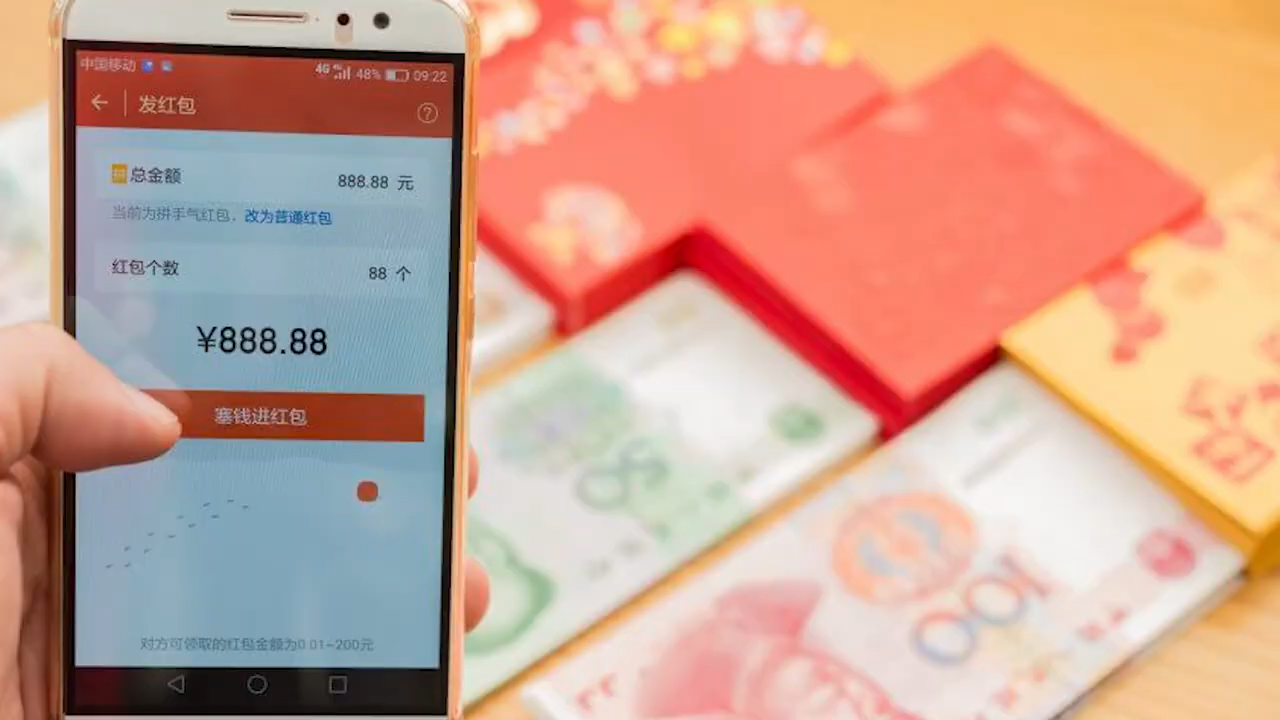 中国移动 4G 48% 09:22
发红包
拼 总金额 888.88 元
当前为拼手气红包，改为普通红包
红包个数 88 个
¥888.88
塞钱进红包
对方可领取的红包金额为0.01~200元
50
100